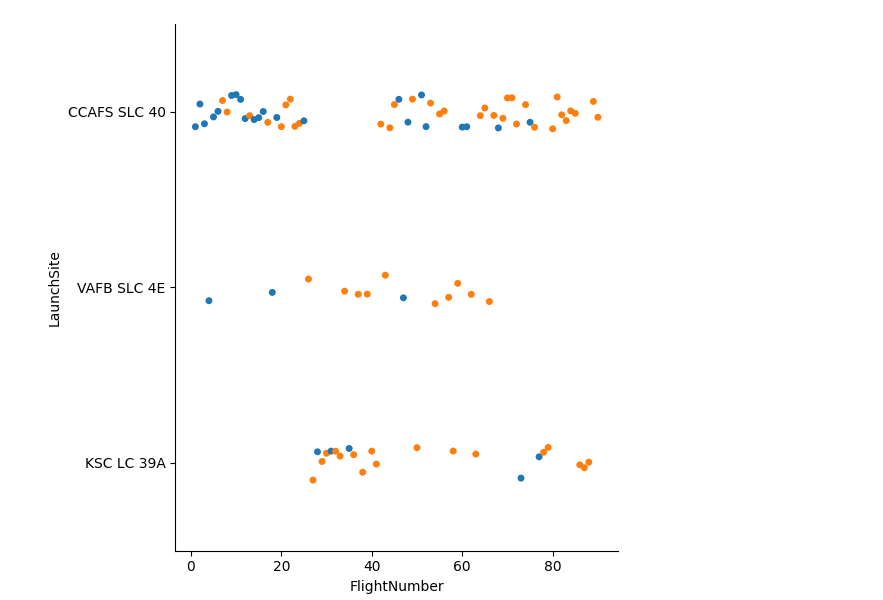 CCAFS SLC 40
VAFB SLC 4E
KSC LC 39A
LaunchSite
0 20 40 60 80
FlightNumber